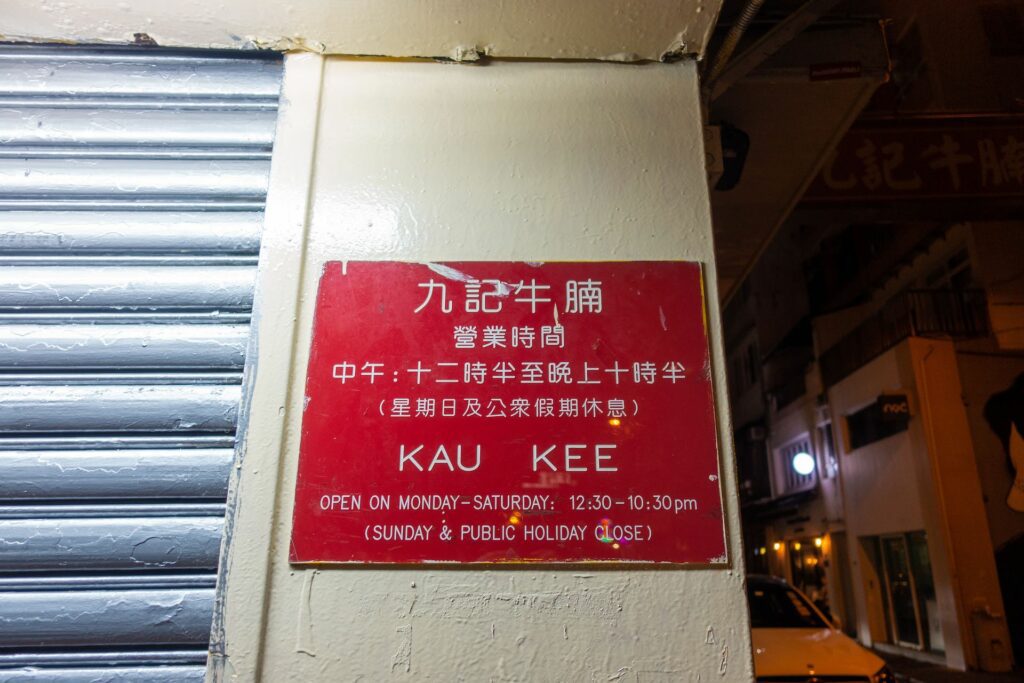 九記牛腩
營業時間
中午：十二時半至晚上十時半
（星期日及公衆假期休息）
KAU KEE
OPEN ON MONDAY–SATURDAY: 12:30–10:30pm
(SUNDAY & PUBLIC HOLIDAY CLOSE)
九記牛腩